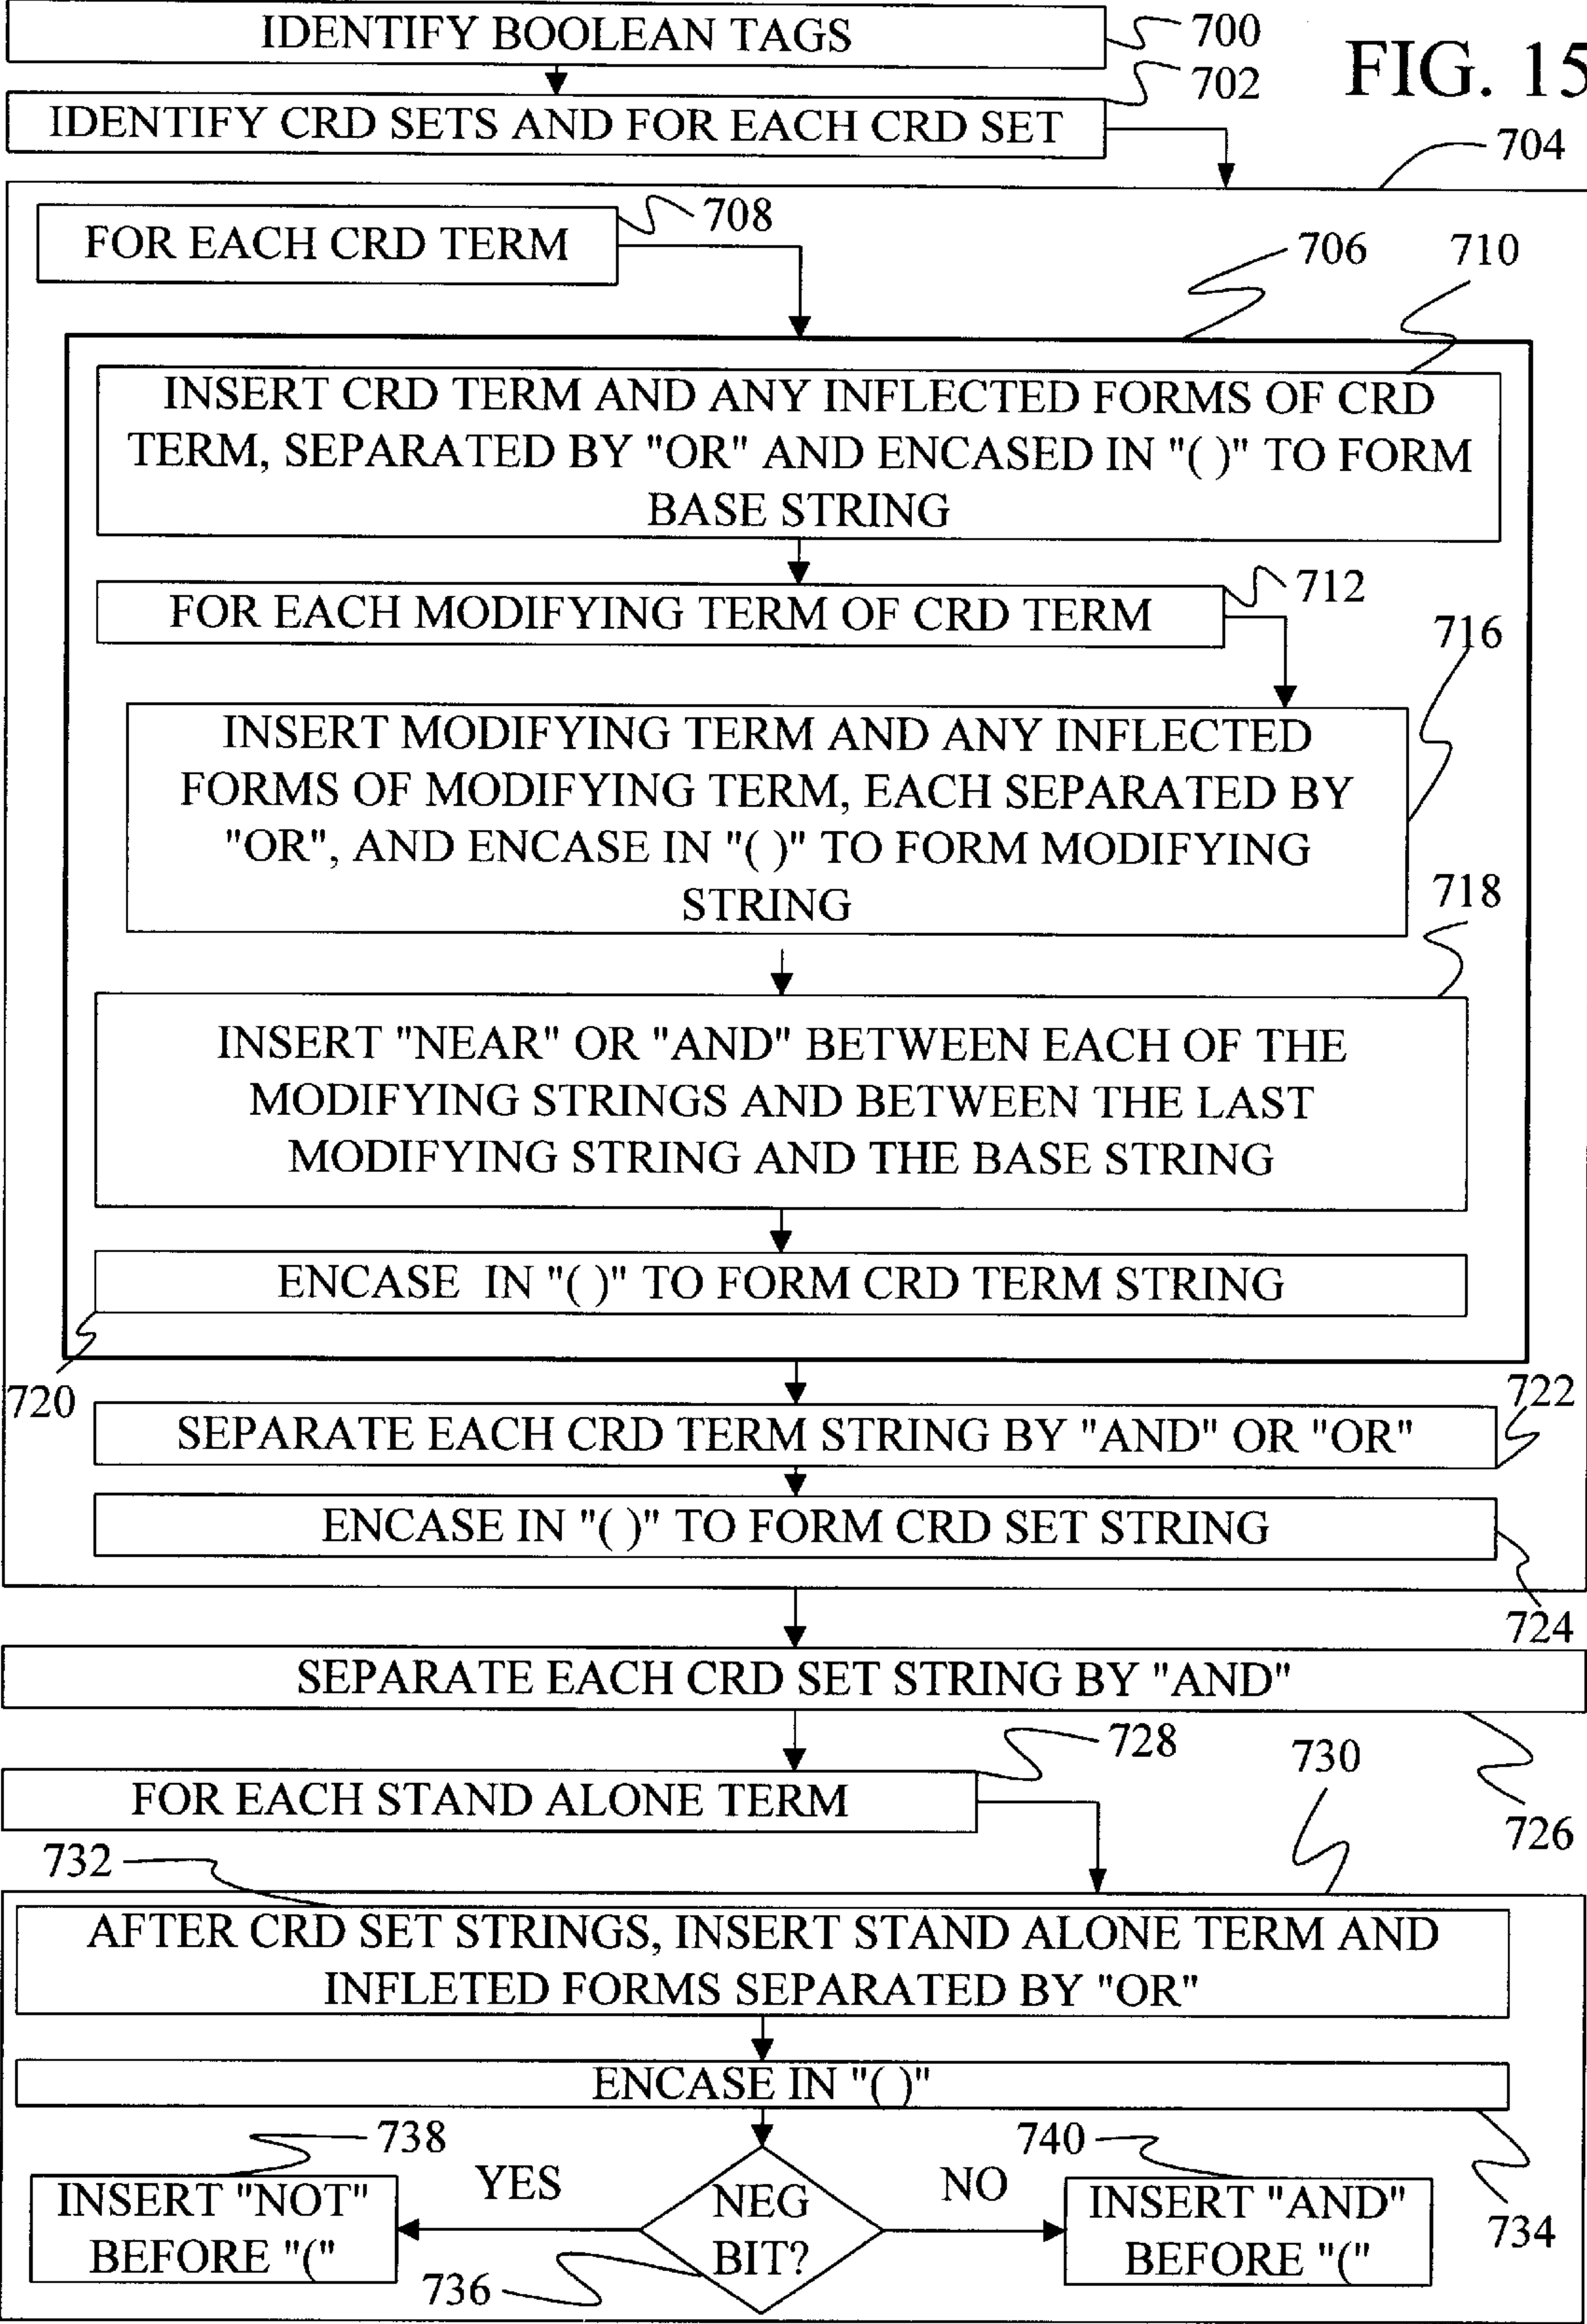 IDENTIFY BOOLEAN TAGS
700
FIG. 15
702
IDENTIFY CRD SETS AND FOR EACH CRD SET
704
FOR EACH CRD TERM
708
706
710
INSERT CRD TERM AND ANY INFLECTED FORMS OF CRD
TERM, SEPARATED BY "OR" AND ENCASED IN "( )" TO FORM
BASE STRING
FOR EACH MODIFYING TERM OF CRD TERM
712
716
INSERT MODIFYING TERM AND ANY INFLECTED
FORMS OF MODIFYING TERM, EACH SEPARATED BY
"OR", AND ENCASE IN "( )" TO FORM MODIFYING
STRING
718
INSERT "NEAR" OR "AND" BETWEEN EACH OF THE
MODIFYING STRINGS AND BETWEEN THE LAST
MODIFYING STRING AND THE BASE STRING
ENCASE IN "( )" TO FORM CRD TERM STRING
720
722
SEPARATE EACH CRD TERM STRING BY "AND" OR "OR"
ENCASE IN "( )" TO FORM CRD SET STRING
724
SEPARATE EACH CRD SET STRING BY "AND"
726
728
FOR EACH STAND ALONE TERM
730
732
AFTER CRD SET STRINGS, INSERT STAND ALONE TERM AND
INFLETED FORMS SEPARATED BY "OR"
ENCASE IN "( )"
734
738
740
INSERT "NOT"
BEFORE "("
YES
NEG
BIT?
NO
INSERT "AND"
BEFORE "("
736